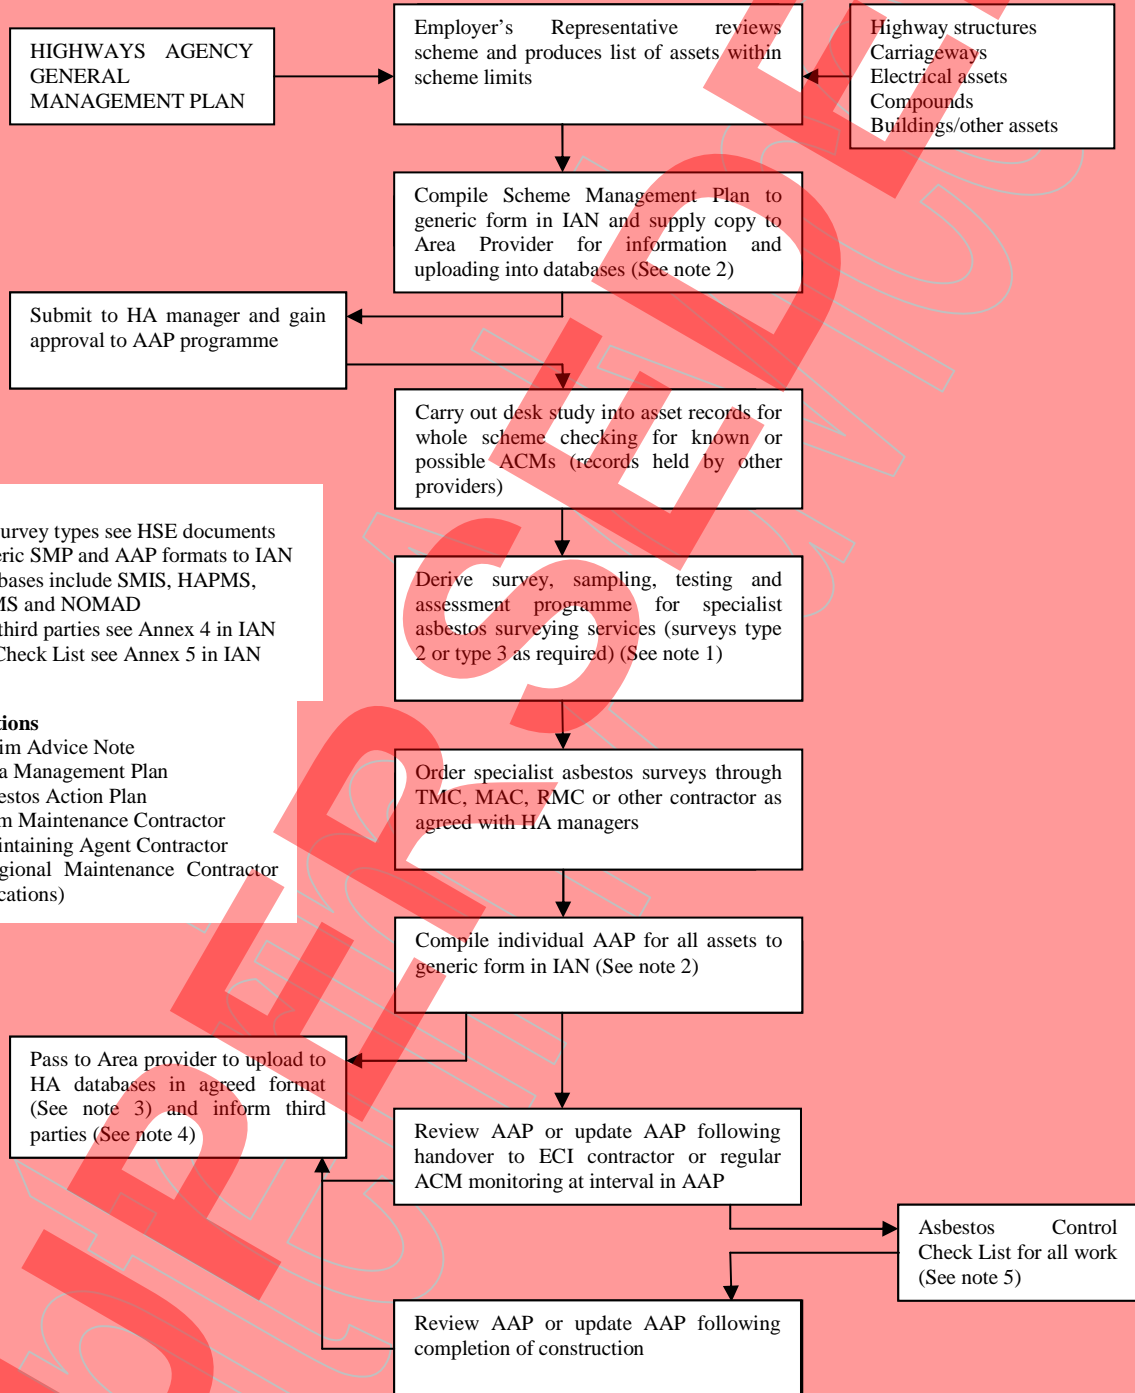 HIGHWAYS AGENCY
GENERAL
MANAGEMENT PLAN
Employer's Representative reviews
scheme and produces list of assets within
scheme limits
Highway structures
Carriageways
Electrical assets
Compounds
Buildings/other assets
Compile Scheme Management Plan to
generic form in IAN and supply copy to
Area Provider for information and
uploading into databases (See note 2)
Submit to HA manager and gain
approval to AAP programme
Carry out desk study into asset records for
whole scheme checking for known or
possible ACMs (records held by other
providers)
urvey types see HSE documents
eric SMP and AAP formats to IAN
bases include SMIS, HAPMS,
MS and NOMAD
third parties see Annex 4 in IAN
Check List see Annex 5 in IAN
Derive survey, sampling, testing and
assessment programme for specialist
asbestos surveying services (surveys type
2 or type 3 as required) (See note 1)
tions
im Advice Note
a Management Plan
estos Action Plan
m Maintenance Contractor
intaining Agent Contractor
gional Maintenance Contractor
cations)
Order specialist asbestos surveys through
TMC, MAC, RMC or other contractor as
agreed with HA managers
Compile individual AAP for all assets to
generic form in IAN (See note 2)
Pass to Area provider to upload to
HA databases in agreed format
(See note 3) and inform third
parties (See note 4)
Review AAP or update AAP following
handover to ECI contractor or regular
ACM monitoring at interval in AAP
Asbestos Control
Check List for all work
(See note 5)
Review AAP or update AAP following
completion of construction
UPERSEDE